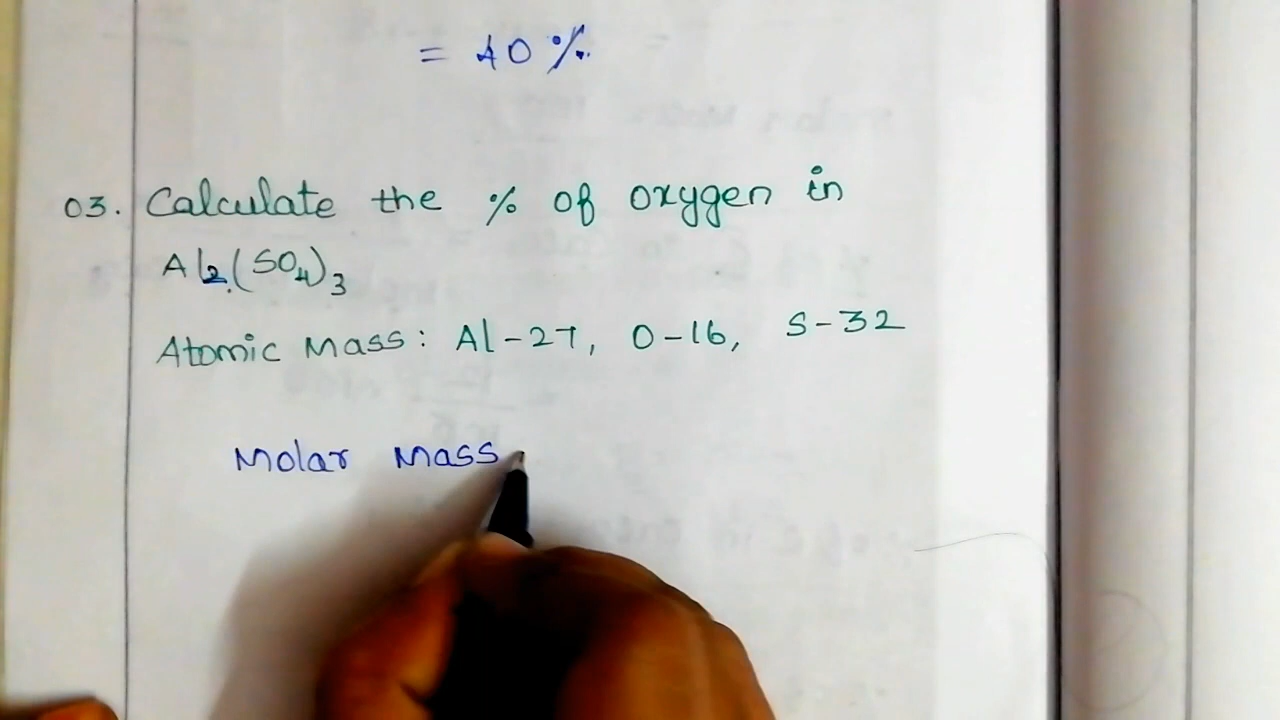 = 40 %.
03. Calculate the % of oxygen in
Al2(SO4)3
Atomic Mass: Al-27, O-16, S-32
Molar Mass